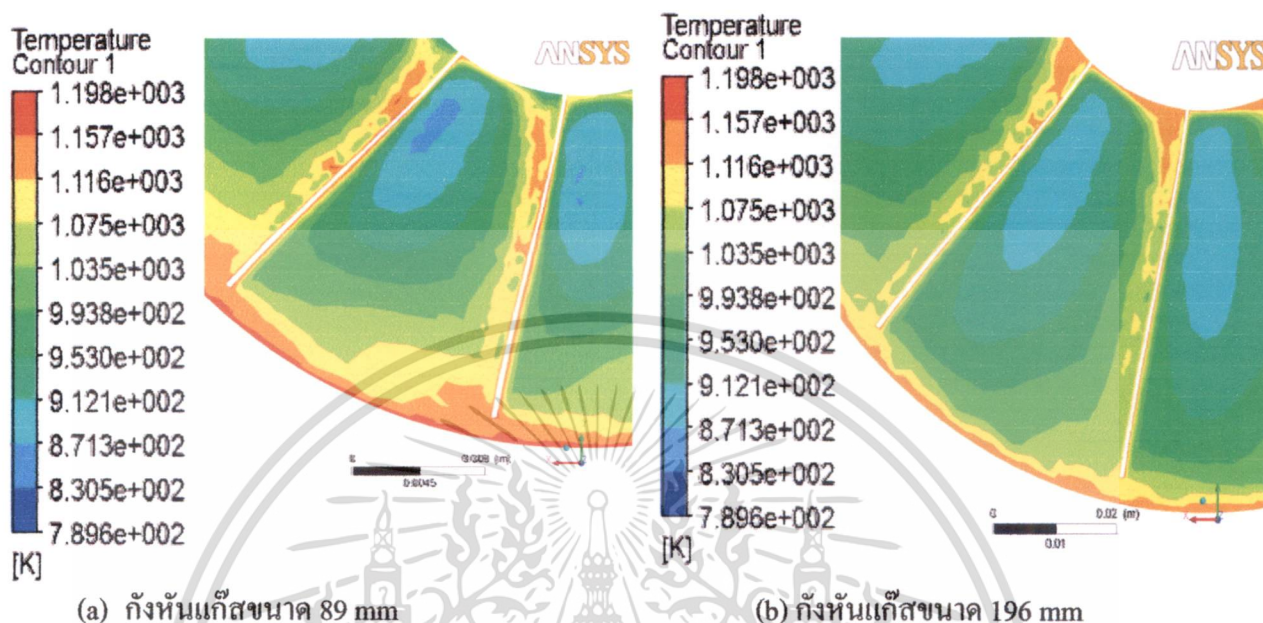 Temperature
Contour 1
1.198e+003
1.157e+003
1.116e+003
1.075e+003
1.035e+003
9.938e+002
9.530e+002
9.121e+002
8.713e+002
8.305e+002
7.896e+002
[K]
ANSYS
0.0045
(m)
(a) กังหันแก๊สขนาด 89 mm
Temperature
Contour 1
1.198e+003
1.157e+003
1.116e+003
1.075e+003
1.035e+003
9.938e+002
9.530e+002
9.121e+002
8.713e+002
8.305e+002
7.896e+002
[K]
ANSYS
0
0.02 (m)
0.01
(b) กังหันแก๊สขนาด 196 mm